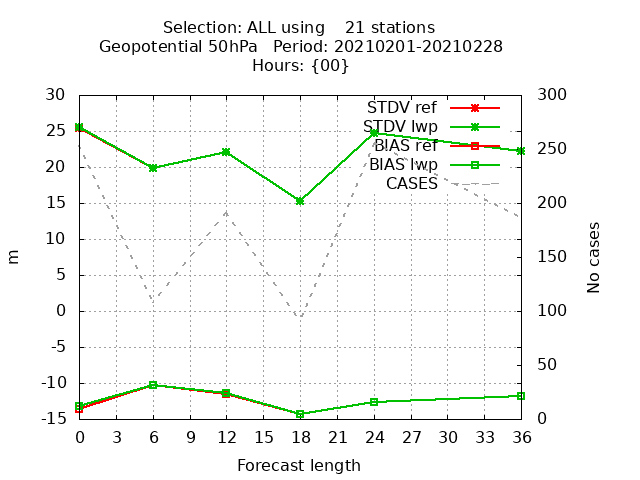 Selection: ALL using    21 stations
Geopotential 50hPa   Period: 20210201-20210228
Hours: {00}
30
25
20
15
10
5
0
-5
-10
-15
m
STDV ref
STDV lwp
BIAS ref
BIAS lwp
CASES
300
250
200
150
100
50
0
No cases
0 3 6 9 12 15 18 21 24 27 30 33 36
Forecast length